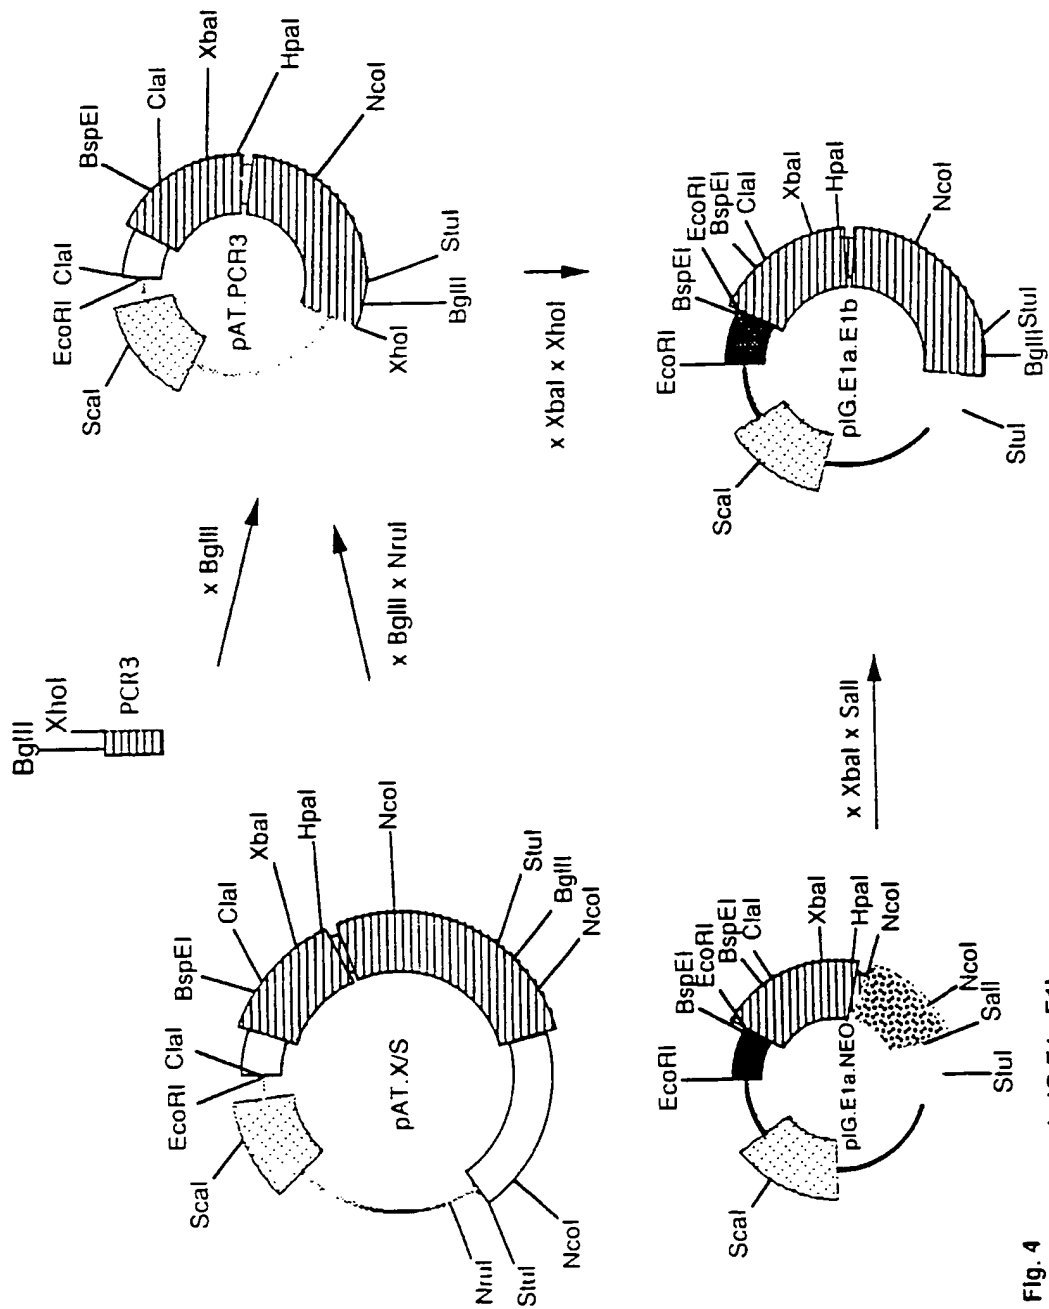 BglII
XhoI
PCR3
x BglII
x BglII x NruI
EcoRI
ClaI
BspEI
ClaI
XbaI
HpaI
NcoI
StuI
BglII
XhoI
ScaI
pAT.PCR3
EcoRI
ClaI
BspEI
ClaI
XbaI
HpaI
NcoI
StuI
BglII
NcoI
NcoI
StuI
NruI
ScaI
pAT.X/S
x XbaI x XhoI
EcoRI
BspEI
EcoRI
BspEI
ClaI
XbaI
HpaI
NcoI
NcoI
SalI
StuI
ScaI
pIG.E1a.NEO
x XbaI x SalI
EcoRI
BspEI
EcoRI
BspEI
ClaI
XbaI
HpaI
NcoI
StuI
BglII
StuI
ScaI
pIG.E1a.E1b
Fig. 4